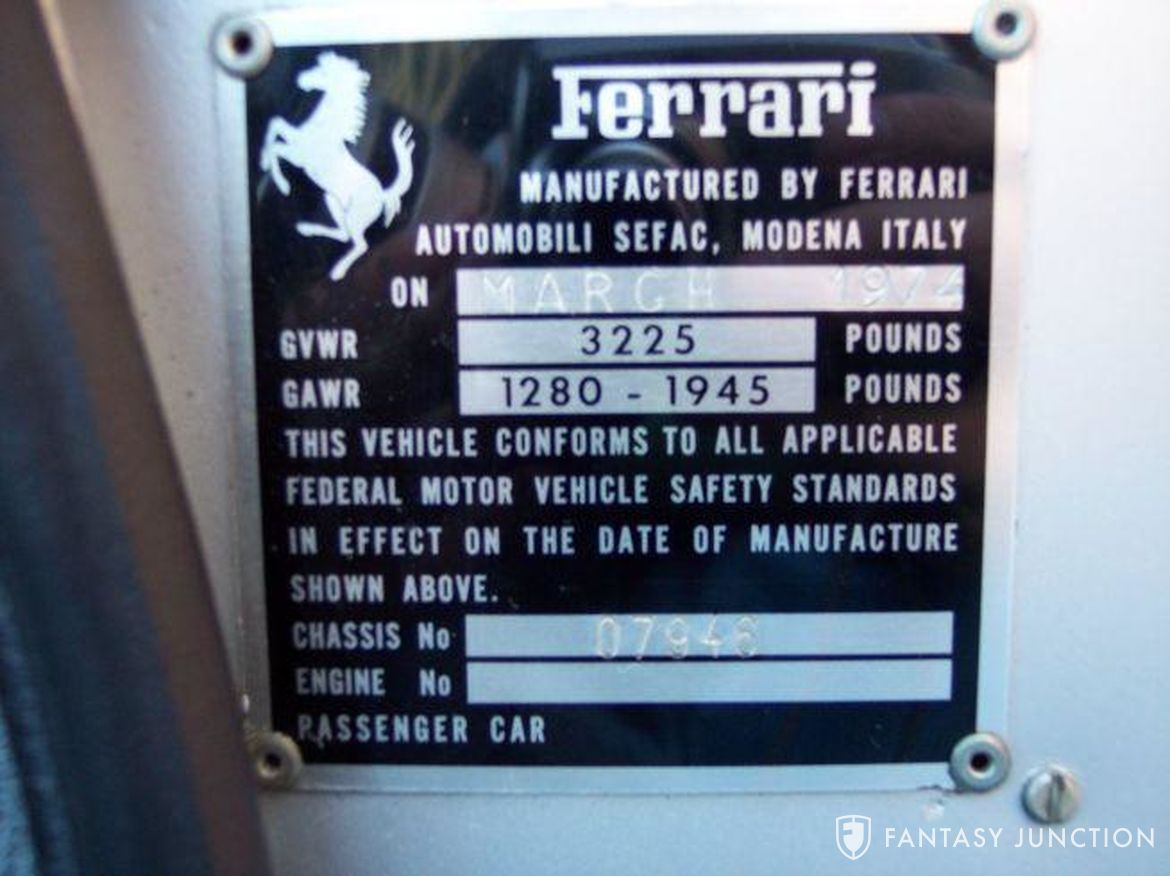 Ferrari
MANUFACTURED BY FERRARI
AUTOMOBILI SEFAC, MODENA ITALY
ON MARCH 1974
GVWR 3225 POUNDS
GAWR 1280 - 1945 POUNDS
THIS VEHICLE CONFORMS TO ALL APPLICABLE
FEDERAL MOTOR VEHICLE SAFETY STANDARDS
IN EFFECT ON THE DATE OF MANUFACTURE
SHOWN ABOVE.
CHASSIS No 07946
ENGINE No
PASSENGER CAR
FANTASY JUNCTION